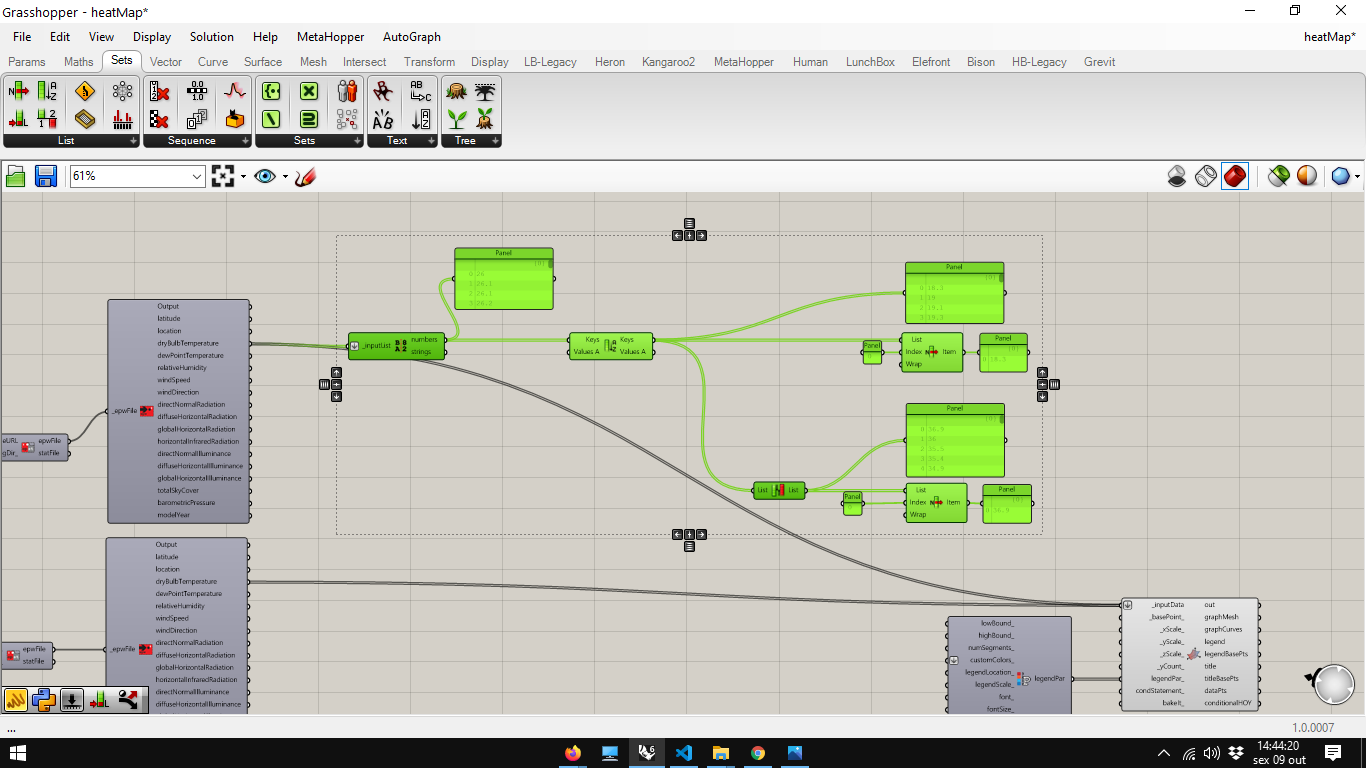 Grasshopper - heatMap*
File Edit View Display Solution Help MetaHopper AutoGraph heatMap*
Params Maths Sets Vector Curve Surface Mesh Intersect Transform Display LB-Legacy Heron Kangaroo2 MetaHopper Human LunchBox Elefront Bison HB-Legacy Grevit
List Sequence Sets Text Tree
61%
Panel
{0}
0 26
1 26.1
2 26.1
3 26.2
Panel
{0}
0 18.3
1 19
2 19.1
3 19.3
Output
latitude
location
dryBulbTemperature
dewPointTemperature
relativeHumidity
windSpeed
windDirection
directNormalRadiation
diffuseHorizontalRadiation
_epwFile
globalHorizontalRadiation
horizontalInfraredRadiation
directNormalIlluminance
diffuseHorizontalIlluminance
globalHorizontalIlluminance
totalSkyCover
barometricPressure
modelYear
eURL epwFile
gDir_ statFile
_inputList numbers
strings
Keys Keys
Values A Values A
Panel
0
List
Index Item
Wrap
Panel
{0}
0 18.3
Panel
{0}
0 36.9
1 36
2 35.5
3 35.4
4 34.9
List List
Panel
0
List
Index Item
Wrap
Panel
{0}
0 36.9
Output
latitude
location
dryBulbTemperature
dewPointTemperature
relativeHumidity
windSpeed
windDirection
directNormalRadiation
_epwFile
diffuseHorizontalRadiation
globalHorizontalRadiation
horizontalInfraredRadiation
directNormalIlluminance
diffuseHorizontalIlluminance
epwFile
statFile
lowBound_
highBound_
numSegments_
customColors_
legendLocation_
legendScale_ legendPar
font_
fontSize_
_inputData out
_basePoint_ graphMesh
_xScale_ graphCurves
_yScale_ legend
_zScale_ legendBasePts
_yCount_ title
legendPar_ titleBasePts
condStatement_ dataPts
bakeIt_ conditionalHOY
... 1.0.0007
14:44:20
sex 09 out